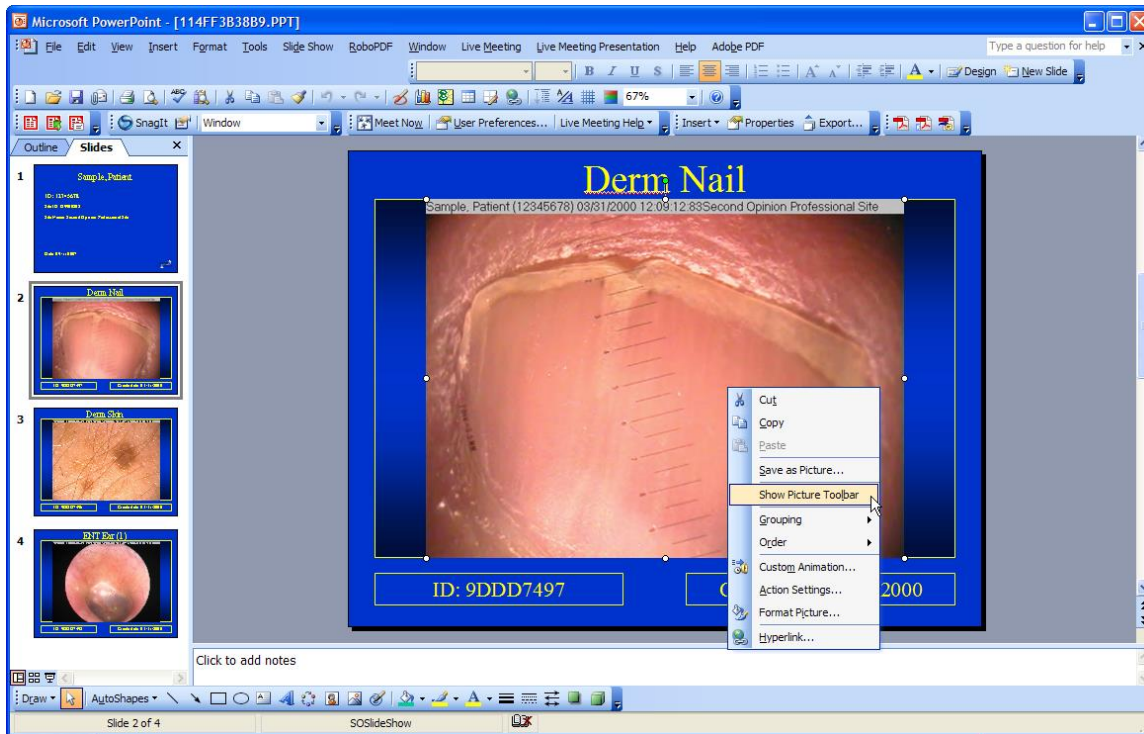 Microsoft PowerPoint - [114FF3B38B9.PPT]
File Edit View Insert Format Tools Slide Show RoboPDF Window Live Meeting Live Meeting Presentation Help Adobe PDF
Type a question for help
B I U S A Design New Slide
67%
SnagIt Window Meet Now User Preferences... Live Meeting Help Insert Properties Export...
Outline Slides
1
Sample, Patient
ID: 12345678
2
Derm Nail
3
Derm Skin
4
ENT Ear (1)
Derm Nail
Sample, Patient (12345678) 03/31/2000 12:09:12:83Second Opinion Professional Site
ID: 9DDD7497
2000
Cut
Copy
Paste
Save as Picture...
Show Picture Toolbar
Grouping
Order
Custom Animation...
Action Settings...
Format Picture...
Hyperlink...
Click to add notes
Draw AutoShapes
Slide 2 of 4
SOSlideShow